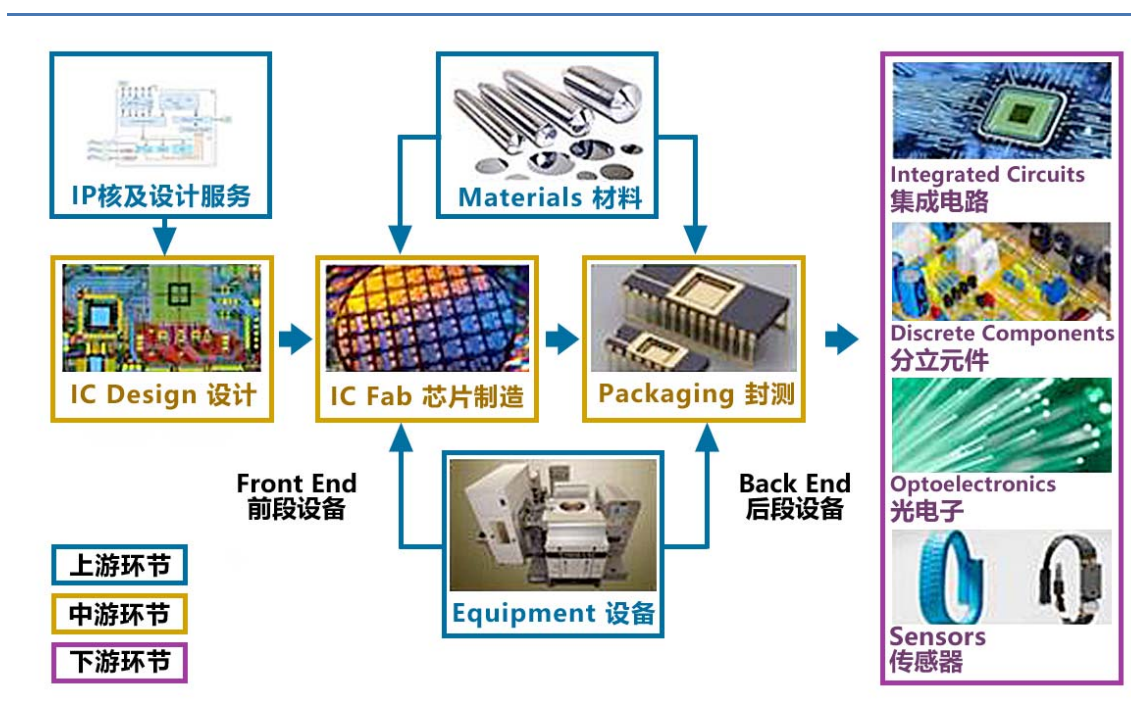 IP核及设计服务
Materials 材料
IC Design 设计
IC Fab 芯片制造
Packaging 封测
Front End
前段设备
Back End
后段设备
Equipment 设备
上游环节
中游环节
下游环节
Integrated Circuits
集成电路
Discrete Components
分立元件
Optoelectronics
光电子
Sensors
传感器